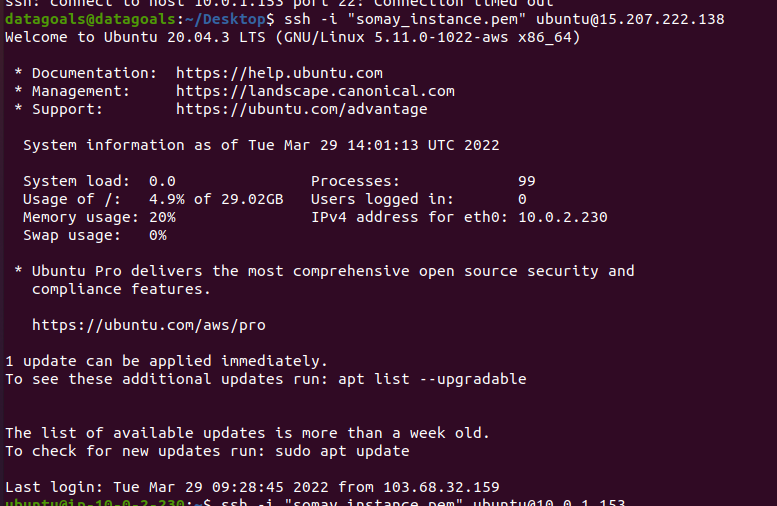 ssh: connect to host 10.0.1.153 port 22: Connection timed out
datagoals@datagoals:~/Desktop$ ssh -i "somay_instance.pem" ubuntu@15.207.222.138
Welcome to Ubuntu 20.04.3 LTS (GNU/Linux 5.11.0-1022-aws x86_64)
* Documentation:  https://help.ubuntu.com
* Management:     https://landscape.canonical.com
* Support:        https://ubuntu.com/advantage
System information as of Tue Mar 29 14:01:13 UTC 2022
System load:  0.0                Processes:             99
Usage of /:   4.9% of 29.02GB   Users logged in:       0
Memory usage: 20%                IPv4 address for eth0: 10.0.2.230
Swap usage:   0%
* Ubuntu Pro delivers the most comprehensive open source security and
compliance features.
https://ubuntu.com/aws/pro
1 update can be applied immediately.
To see these additional updates run: apt list --upgradable
The list of available updates is more than a week old.
To check for new updates run: sudo apt update
Last login: Tue Mar 29 09:28:45 2022 from 103.68.32.159
ubuntu@ip-10-0-2-230:~$ ssh -i "somay_instance.pem" ubuntu@10.0.1.153